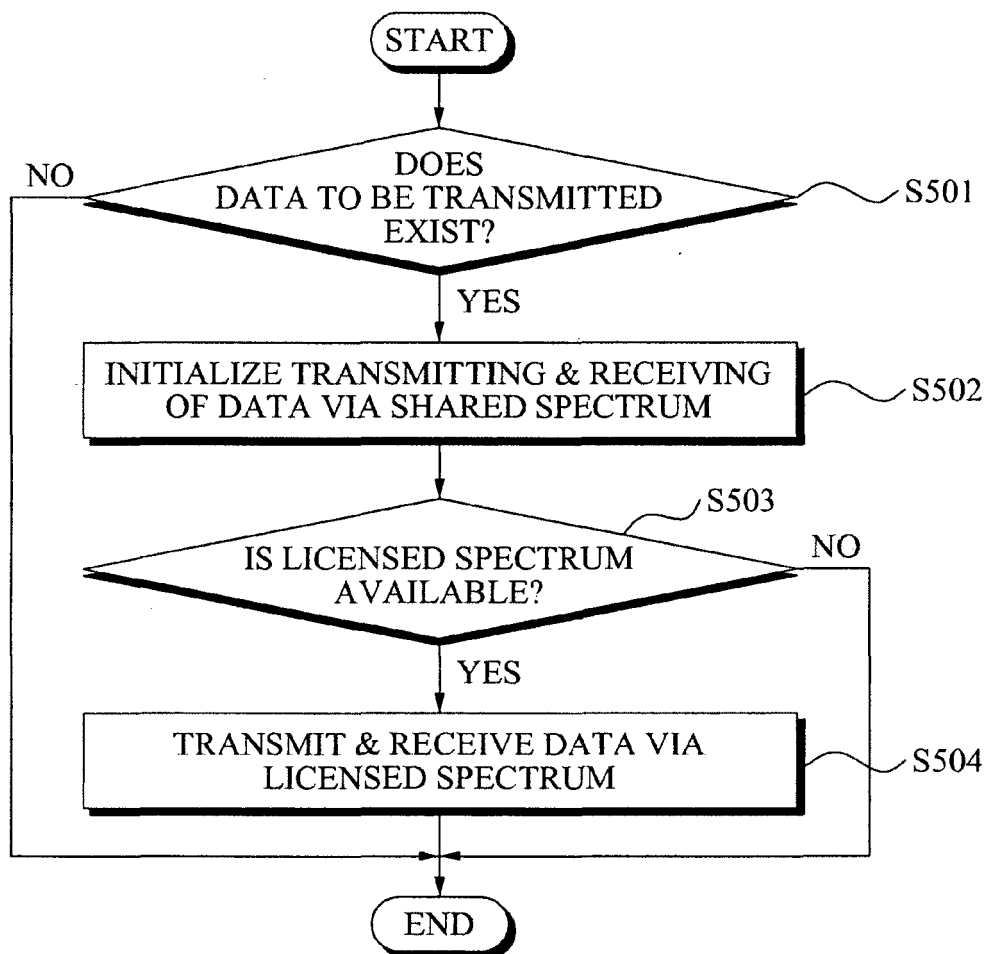 START
NO
DOES
DATA TO BE TRANSMITTED
EXIST?
S501
YES
INITIALIZE TRANSMITTING & RECEIVING
OF DATA VIA SHARED SPECTRUM
S502
S503
IS LICENSED SPECTRUM
AVAILABLE?
NO
YES
TRANSMIT & RECEIVE DATA VIA
LICENSED SPECTRUM
S504
END